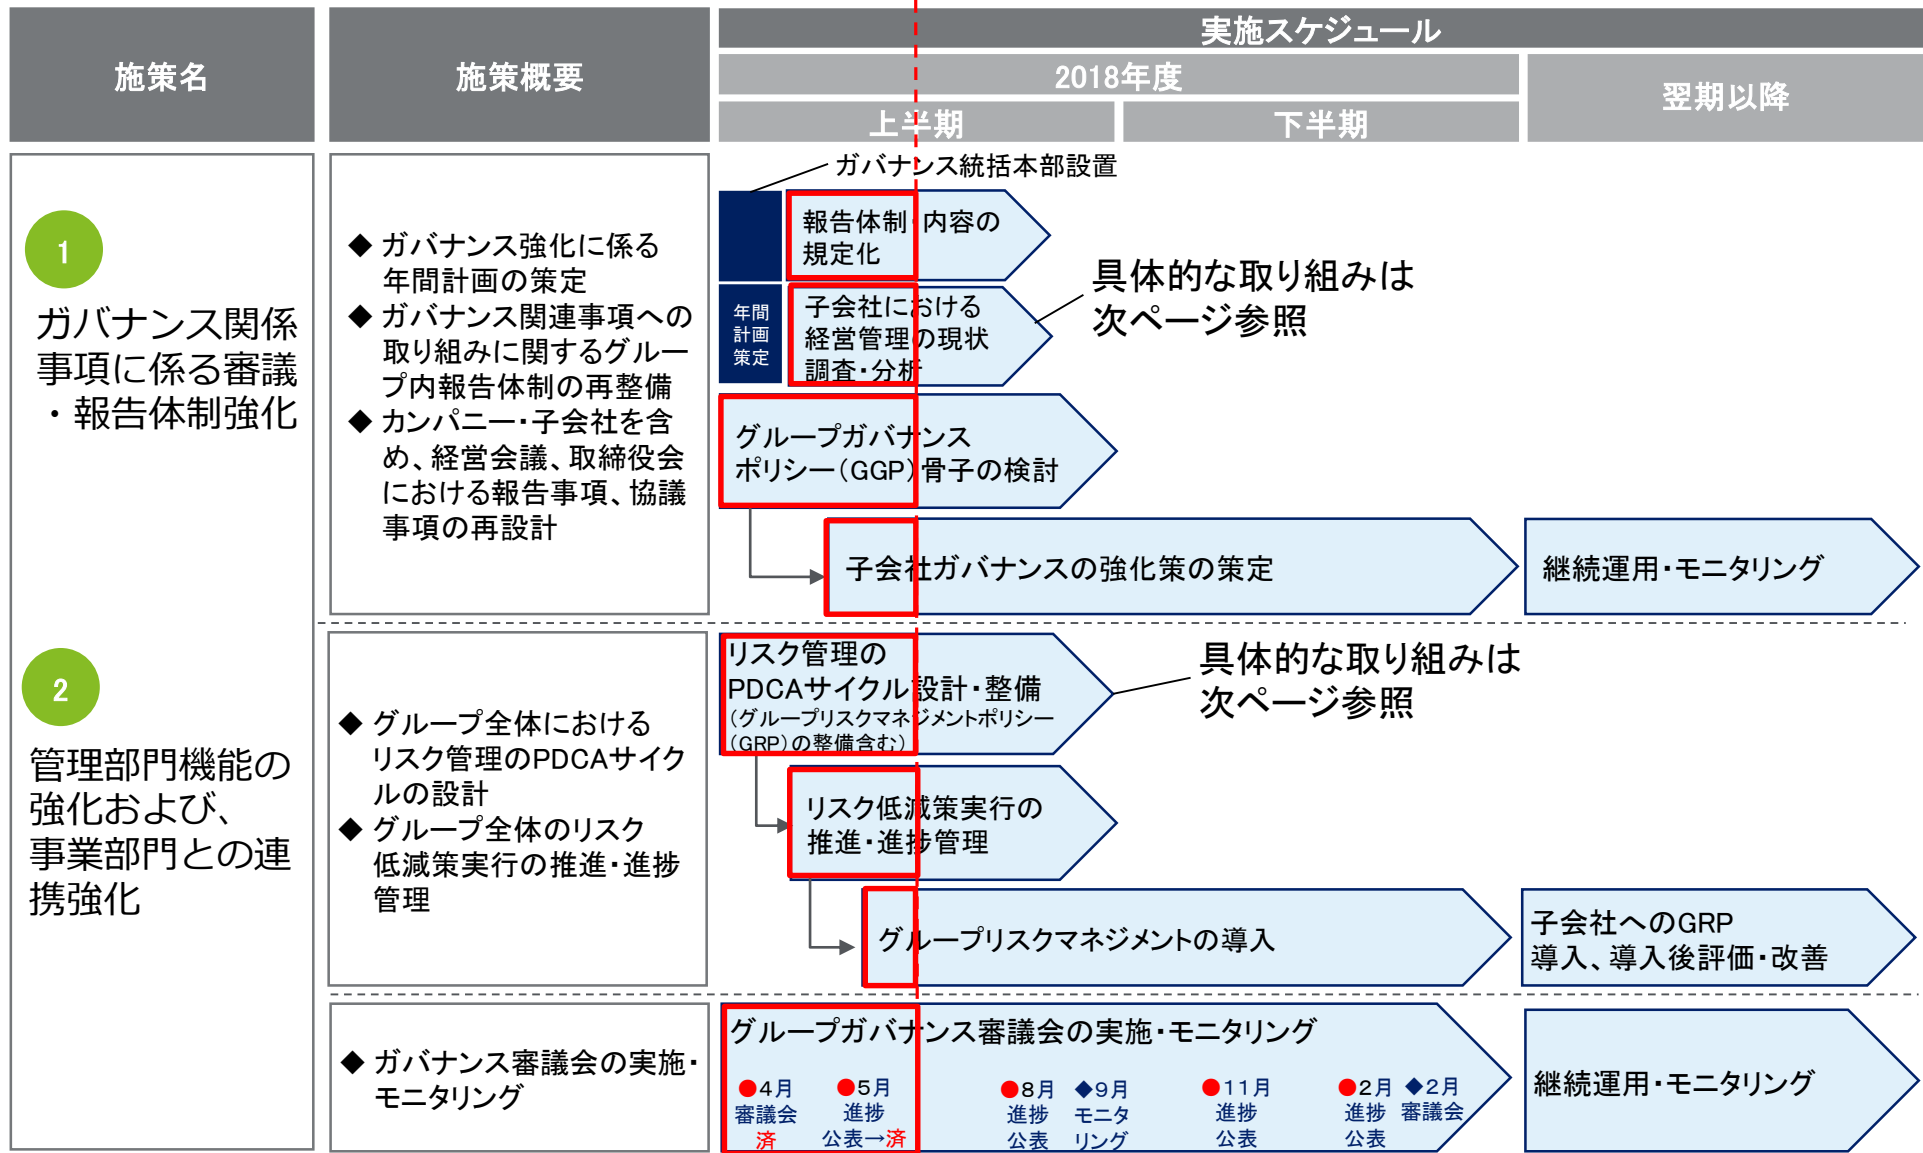 施策名
施策概要
実施スケジュール
2018年度
翌期以降
上半期
下半期
1
ガバナンス関係
事項に係る審議
・報告体制強化
◆ ガバナンス強化に係る
年間計画の策定
◆ ガバナンス関連事項への
取り組みに関するグルー
プ内報告体制の再整備
◆ カンパニー・子会社を含
め、経営会議、取締役会
における報告事項、協議
事項の再設計
ガバナンス統括本部設置
報告体制・内容の
規定化
年間
計画
策定
子会社における
経営管理の現状
調査・分析
具体的な取り組みは
次ページ参照
グループガバナンス
ポリシー(GGP)骨子の検討
子会社ガバナンスの強化策の策定
継続運用・モニタリング
2
管理部門機能の
強化および、
事業部門との連
携強化
◆ グループ全体における
リスク管理のPDCAサイク
ルの設計
◆ グループ全体のリスク
低減策実行の推進・進捗
管理
リスク管理の
PDCAサイクル設計・整備
(グループリスクマネジメントポリシー
(GRP)の整備含む)
具体的な取り組みは
次ページ参照
リスク低減策実行の
推進・進捗管理
グループリスクマネジメントの導入
子会社へのGRP
導入、導入後評価・改善
◆ ガバナンス審議会の実施・
モニタリング
グループガバナンス審議会の実施・モニタリング
●4月
審議会
済
●5月
進捗
公表→済
●8月
進捗
公表
◆9月
モニタ
リング
●11月
進捗
公表
●2月
進捗
公表
◆2月
審議会
継続運用・モニタリング